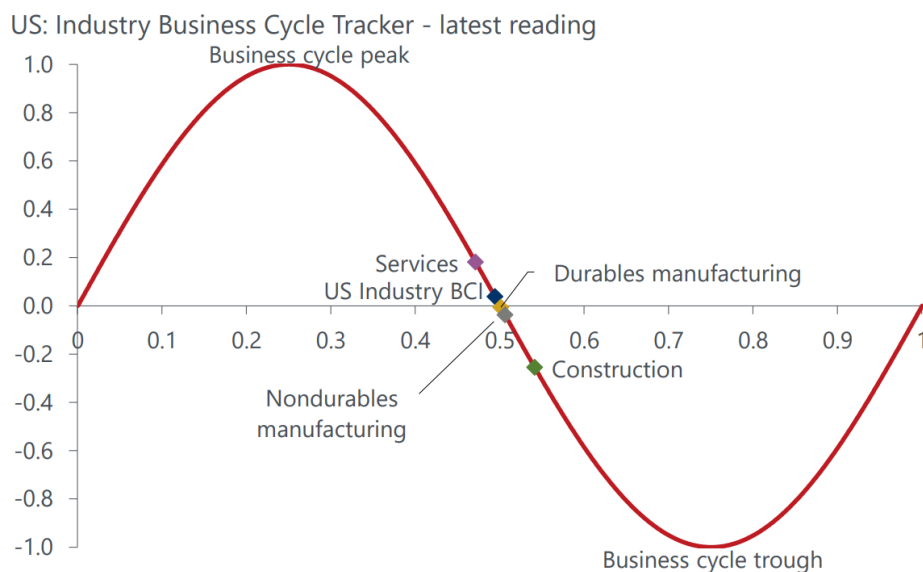 US: Industry Business Cycle Tracker - latest reading
Business cycle peak
1.0
0.8
0.6
0.4
0.2
0.0
-0.2
-0.4
-0.6
-0.8
-1.0
Services
US Industry BCI
Durables manufacturing
0 0.1 0.2 0.3 0.4 0.5 0.6 0.7 0.8 0.9 1
Construction
Nondurables
manufacturing
Business cycle trough